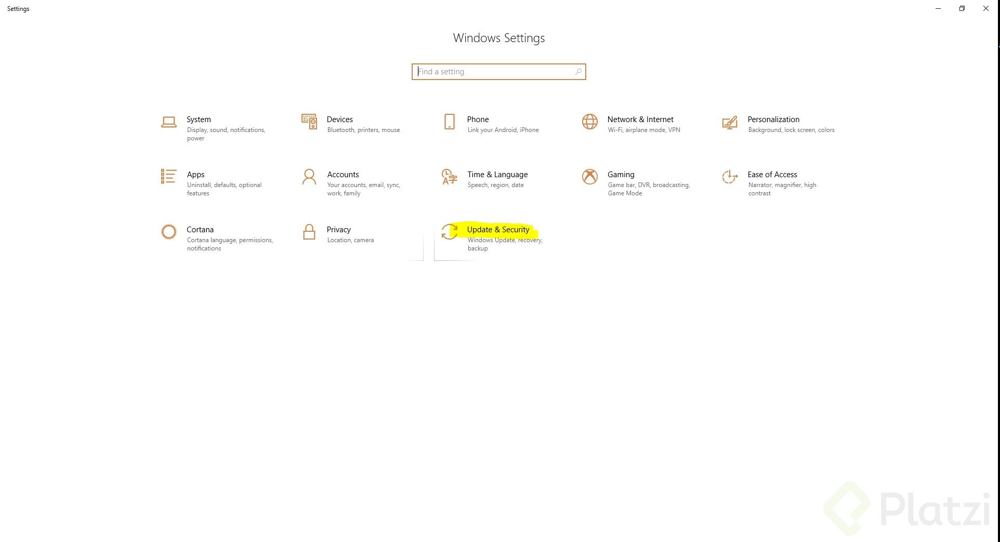 Settings
Windows Settings
Find a setting
System
Display, sound, notifications,
power
Devices
Bluetooth, printers, mouse
Phone
Link your Android, iPhone
Network & Internet
Wi-Fi, airplane mode, VPN
Personalization
Background, lock screen, colors
Apps
Uninstall, defaults, optional
features
Accounts
Your accounts, email, sync,
work, family
Time & Language
Speech, region, date
Gaming
Game bar, DVR, broadcasting,
Game Mode
Ease of Access
Narrator, magnifier, high
contrast
Cortana
Cortana language, permissions,
notifications
Privacy
Location, camera
Update & Security
Windows Update, recovery,
backup
Platzi